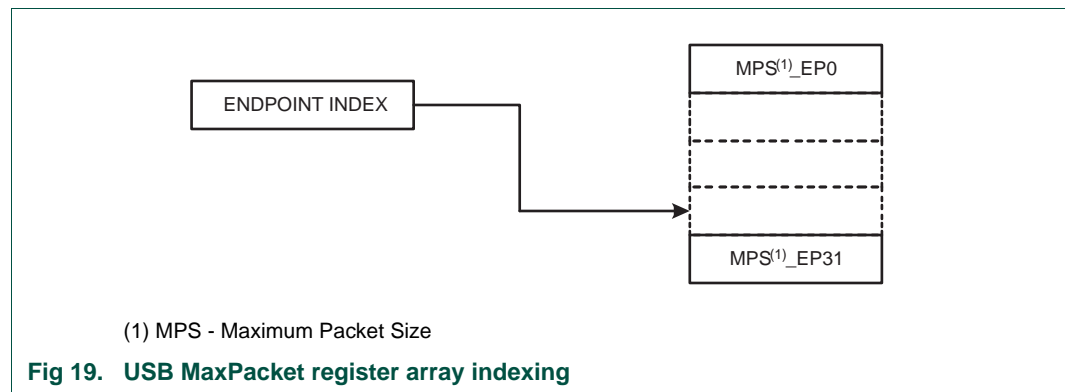 MPS(1)_EP0
ENDPOINT INDEX
MPS(1)_EP31
(1) MPS - Maximum Packet Size
Fig 19. USB MaxPacket register array indexing